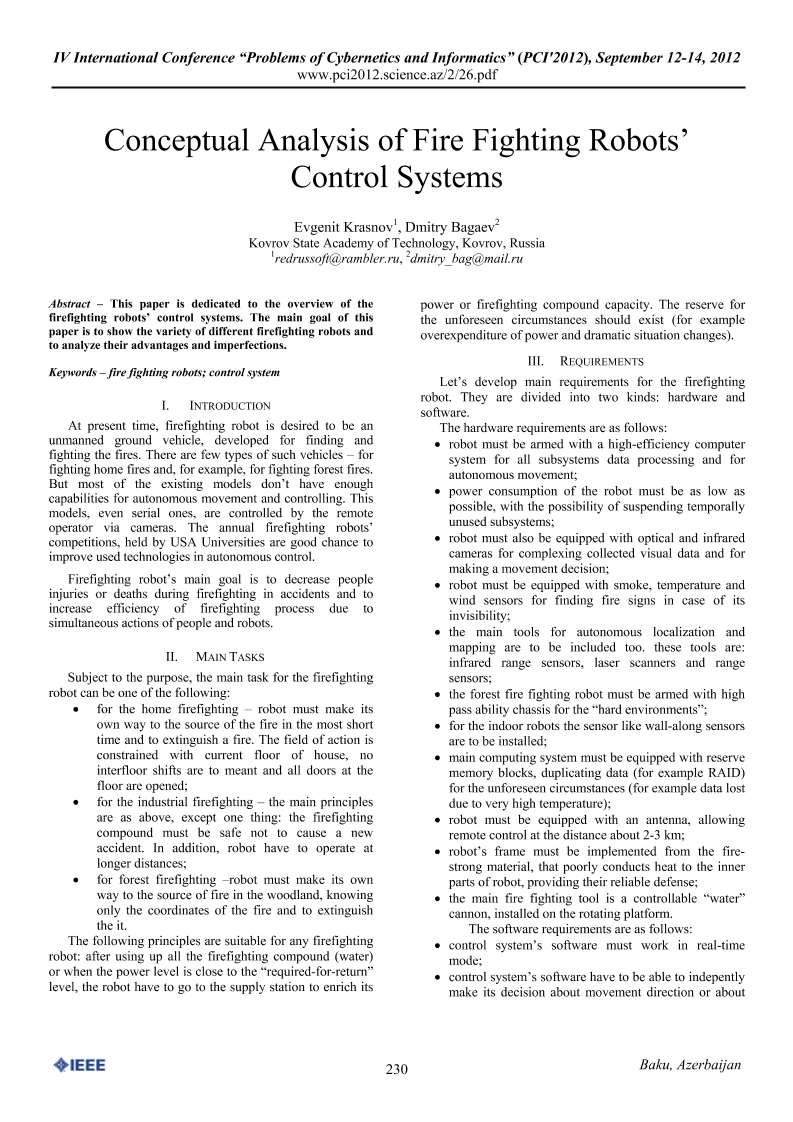 IV International Conference “Problems of Cybernetics and Informatics” (PCI'2012), September 12-14, 2012
www.pci2012.science.az/2/26.pdf
Conceptual Analysis of Fire Fighting Robots’
Control Systems
Evgenit Krasnov1, Dmitry Bagaev2
Kovrov State Academy of Technology, Kovrov, Russia
1redrussoft@rambler.ru, 2dmitry_bag@mail.ru
Abstract – This paper is dedicated to the overview of the
firefighting robots’ control systems. The main goal of this
paper is to show the variety of different firefighting robots and
to analyze their advantages and imperfections.
Keywords – fire fighting robots; control system
I. INTRODUCTION
At present time, firefighting robot is desired to be an
unmanned ground vehicle, developed for finding and
fighting the fires. There are few types of such vehicles – for
fighting home fires and, for example, for fighting forest fires.
But most of the existing models don’t have enough
capabilities for autonomous movement and controlling. This
models, even serial ones, are controlled by the remote
operator via cameras. The annual firefighting robots’
competitions, held by USA Universities are good chance to
improve used technologies in autonomous control.
Firefighting robot’s main goal is to decrease people
injuries or deaths during firefighting in accidents and to
increase efficiency of firefighting process due to
simultaneous actions of people and robots.
II. MAIN TASKS
Subject to the purpose, the main task for the firefighting
robot can be one of the following:
• for the home firefighting – robot must make its
own way to the source of the fire in the most short
time and to extinguish a fire. The field of action is
constrained with current floor of house, no
interfloor shifts are to meant and all doors at the
floor are opened;
• for the industrial firefighting – the main principles
are as above, except one thing: the firefighting
compound must be safe not to cause a new
accident. In addition, robot have to operate at
longer distances;
• for forest firefighting –robot must make its own
way to the source of fire in the woodland, knowing
only the coordinates of the fire and to extinguish
the it.
The following principles are suitable for any firefighting
robot: after using up all the firefighting compound (water)
or when the power level is close to the “required-for-return”
level, the robot have to go to the supply station to enrich its
power or firefighting compound capacity. The reserve for
the unforeseen circumstances should exist (for example
overexpenditure of power and dramatic situation changes).
III. REQUIREMENTS
Let’s develop main requirements for the firefighting
robot. They are divided into two kinds: hardware and
software.
The hardware requirements are as follows:
• robot must be armed with a high-efficiency computer
system for all subsystems data processing and for
autonomous movement;
• power consumption of the robot must be as low as
possible, with the possibility of suspending temporally
unused subsystems;
• robot must also be equipped with optical and infrared
cameras for complexing collected visual data and for
making a movement decision;
• robot must be equipped with smoke, temperature and
wind sensors for finding fire signs in case of its
invisibility;
• the main tools for autonomous localization and
mapping are to be included too. these tools are:
infrared range sensors, laser scanners and range
sensors;
• the forest fire fighting robot must be armed with high
pass ability chassis for the “hard environments”;
• for the indoor robots the sensor like wall-along sensors
are to be installed;
• main computing system must be equipped with reserve
memory blocks, duplicating data (for example RAID)
for the unforeseen circumstances (for example data lost
due to very high temperature);
• robot must be equipped with an antenna, allowing
remote control at the distance about 2-3 km;
• robot’s frame must be implemented from the fire-
strong material, that poorly conducts heat to the inner
parts of robot, providing their reliable defense;
• the main fire fighting tool is a controllable “water”
cannon, installed on the rotating platform.
The software requirements are as follows:
• control system’s software must work in real-time
mode;
• control system’s software have to be able to indepently
make its decision about movement direction or about
IEEE
230
Baku, Azerbaijan